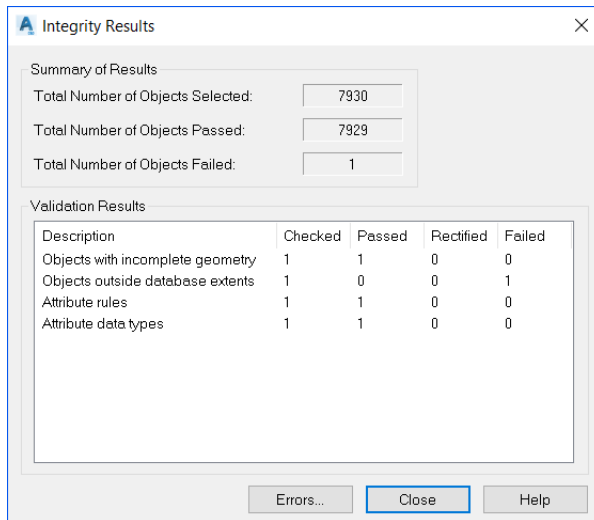 Integrity Results
Summary of Results
Total Number of Objects Selected: 7930
Total Number of Objects Passed: 7929
Total Number of Objects Failed: 1
Validation Results
Description Checked Passed Rectified Failed
Objects with incomplete geometry 1 1 0 0
Objects outside database extents 1 0 0 1
Attribute rules 1 1 0 0
Attribute data types 1 1 0 0
Errors... Close Help